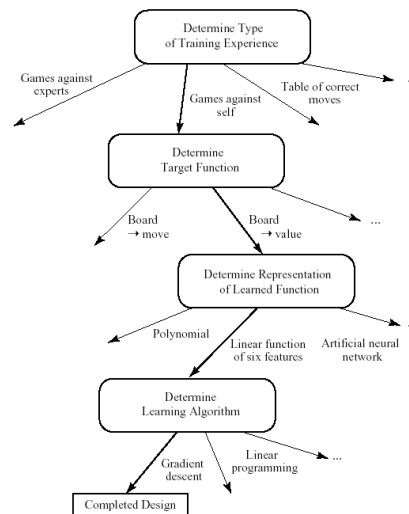 Determine Type
of Training Experience
Games against
experts
Games against
self
Table of correct
moves
Determine
Target Function
Board
→ move
Board
→ value
...
Determine Representation
of Learned Function
Polynomial
Linear function
of six features
Artificial neural
network
Determine
Learning Algorithm
Gradient
descent
Linear
programming
...
Completed Design